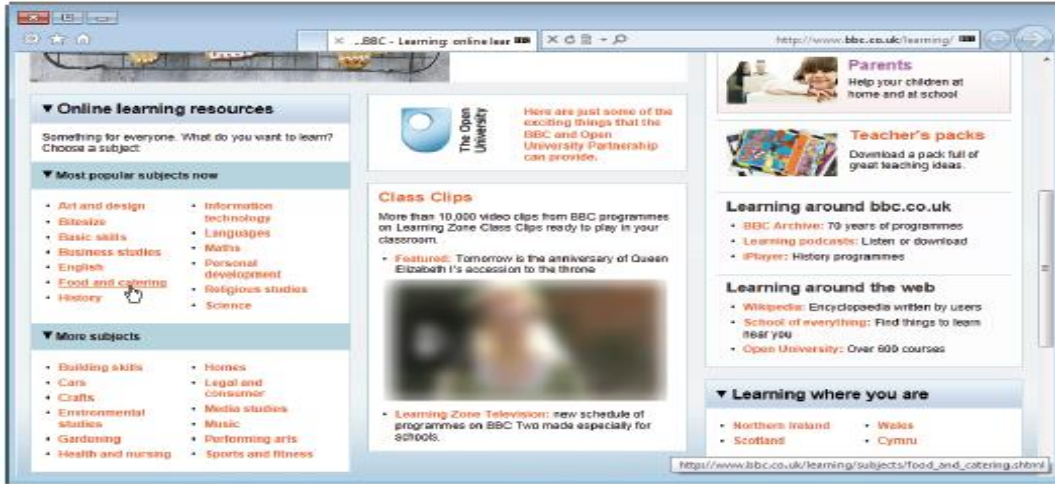 ...BBC - Learning: online lear
http://www.bbc.co.uk/learning/
▼ Online learning resources
Something for everyone. What do you want to learn?
Choose a subject
▼ Most popular subjects now
• Art and design
• Bitesize
• Basic skills
• Business studies
• English
• Food and catering
• History
• Information
technology
• Languages
• Maths
• Personal
development
• Religious studies
• Science
▼ More subjects
• Building skills
• Cars
• Crafts
• Environmental
studies
• Gardening
• Health and nursing
• Homes
• Legal and
consumer
• Media studies
• Music
• Performing arts
• Sports and fitness
The Open
University
Here are just some of the
exciting things that the
BBC and Open
University Partnership
can provide.
Class Clips
More than 10,000 video clips from BBC programmes
on Learning Zone Class Clips ready to play in your
classroom.
• Featured: Tomorrow is the anniversary of Queen
Elizabeth I's accession to the throne
• Learning Zone Television: new schedule of
programmes on BBC Two made especially for
schools.
Parents
Help your children at
home and at school
Teacher's packs
Download a pack full of
great teaching ideas.
Learning around bbc.co.uk
• BBC Archive: 70 years of programmes
• Learning podcasts: Listen or download
• iPlayer: History programmes
Learning around the web
• Wikipedia: Encyclopaedia written by users
• School of everything: Find things to learn
near you
• Open University: Over 600 courses
▼ Learning where you are
• Northern Ireland
• Scotland
• Wales
• Cymru
https://www.bbc.co.uk/learning/subjects/food_and_catering.shtml